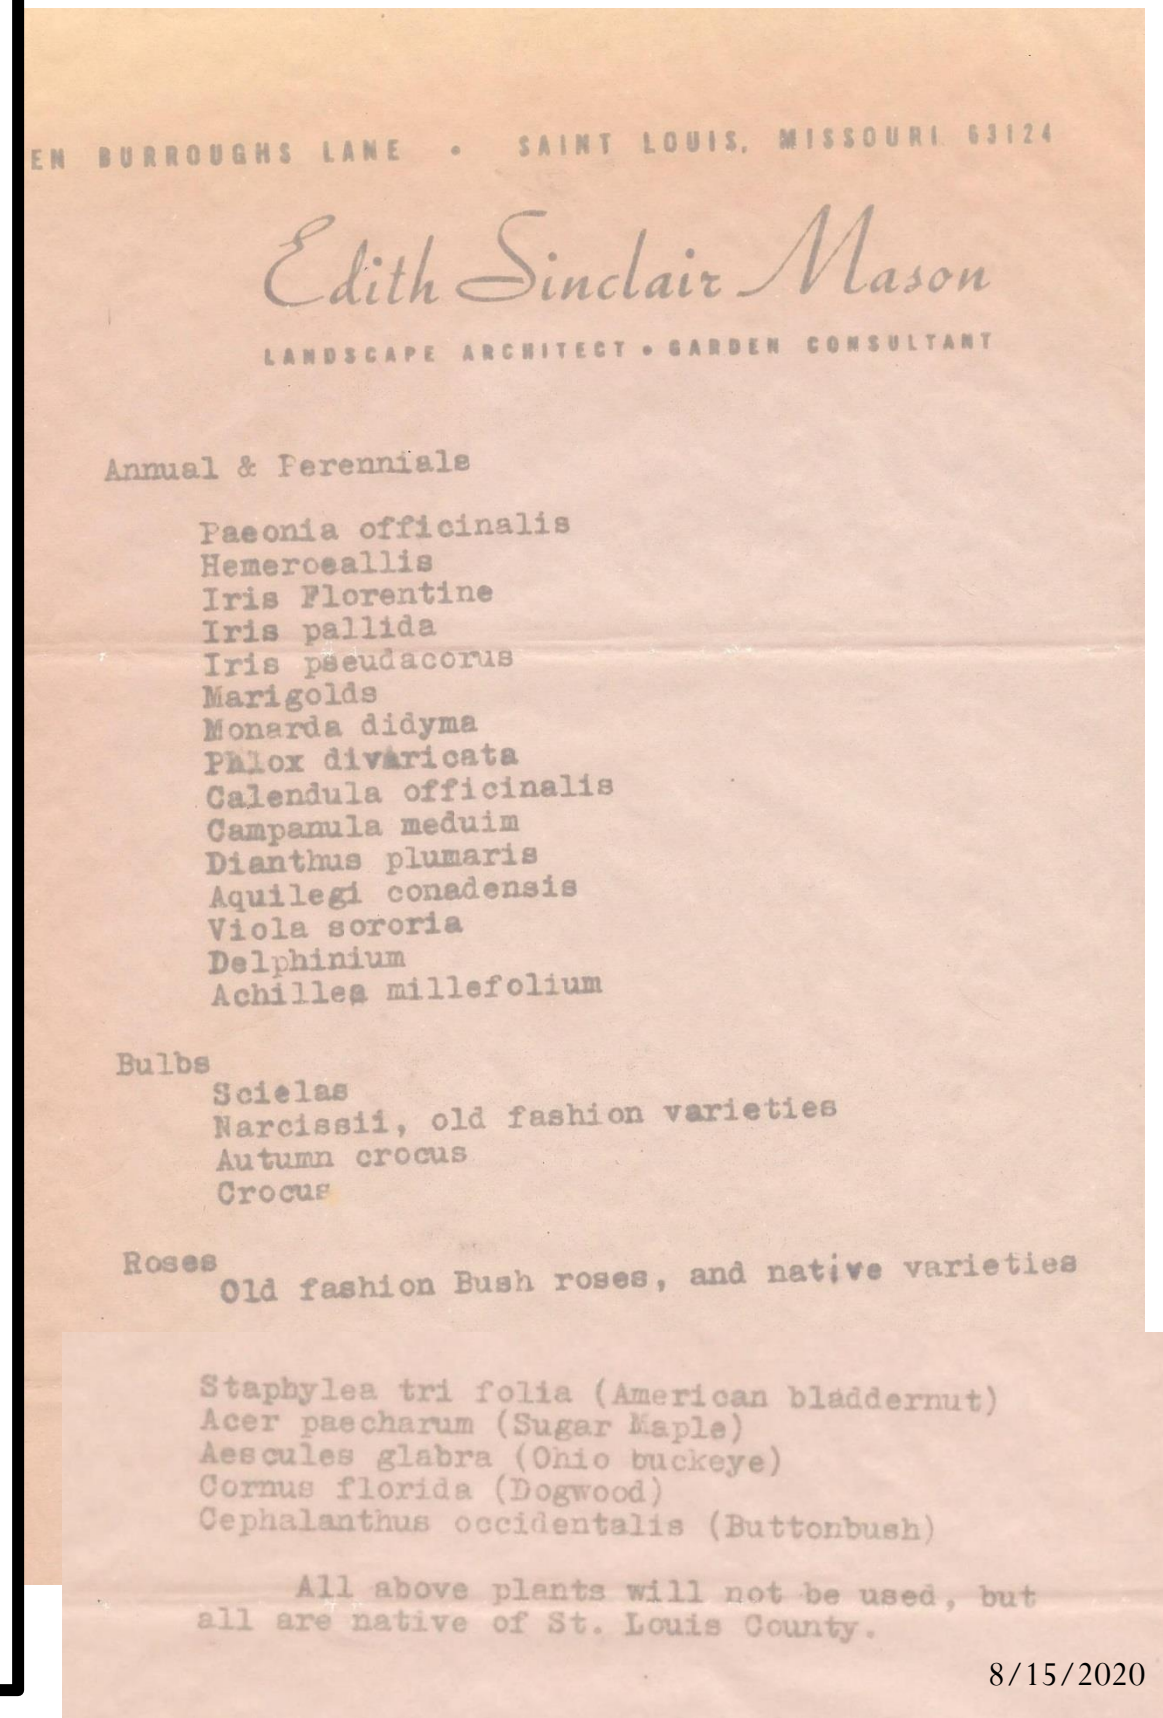 EN BURROUGHS LANE • SAINT LOUIS, MISSOURI 63124
Edith Sinclair Mason
LANDSCAPE ARCHITECT • GARDEN CONSULTANT
Annual & Perennials
Paeonia officinalis
Hemeroeallis
Iris Florentine
Iris pallida
Iris pseudacorus
Marigolds
Monarda didyma
Phlox divaricata
Calendula officinalis
Campanula meduim
Dianthus plumaris
Aquilegi conadensis
Viola sororia
Delphinium
Achillea millefolium
Bulbs
Scielas
Narcissii, old fashion varieties
Autumn crocus
Crocus
Roses
Old fashion Bush roses, and native varieties
Staphylea tri folia (American bladdernut)
Acer paecharum (Sugar Maple)
Aescules glabra (Ohio buckeye)
Cornus florida (Dogwood)
Cephalanthus occidentalis (Buttonbush)
All above plants will not be used, but
all are native of St. Louis County.
8/15/2020